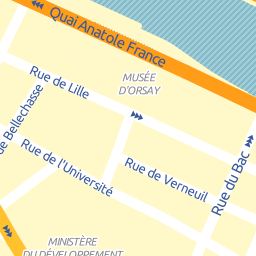 Quai Anatole France
MUSÉE
D'ORSAY
Rue de Lille
de Bellechasse
Rue de l'Université
Rue de Verneuil
Rue du Bac
MINISTÈRE
DU DÉVELOPPEMENT